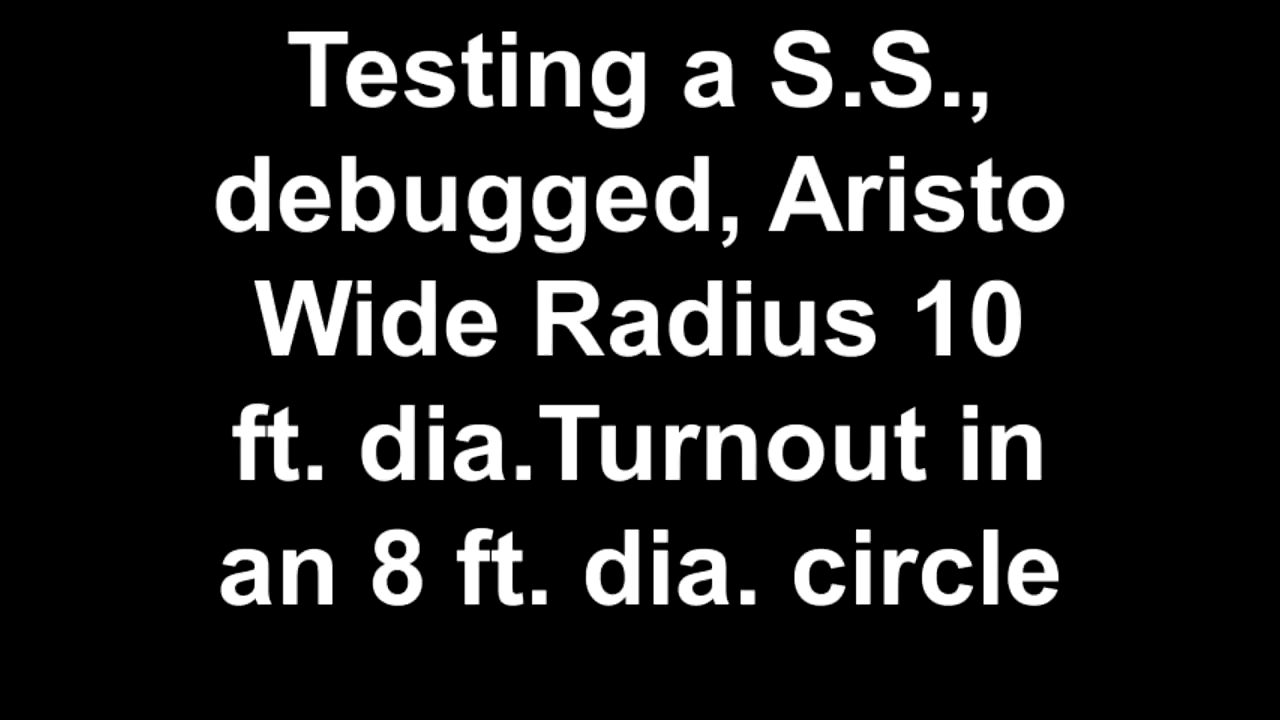 Testing a S.S.,
debugged, Aristo
Wide Radius 10
ft. dia.Turnout in
an 8 ft. dia. circle